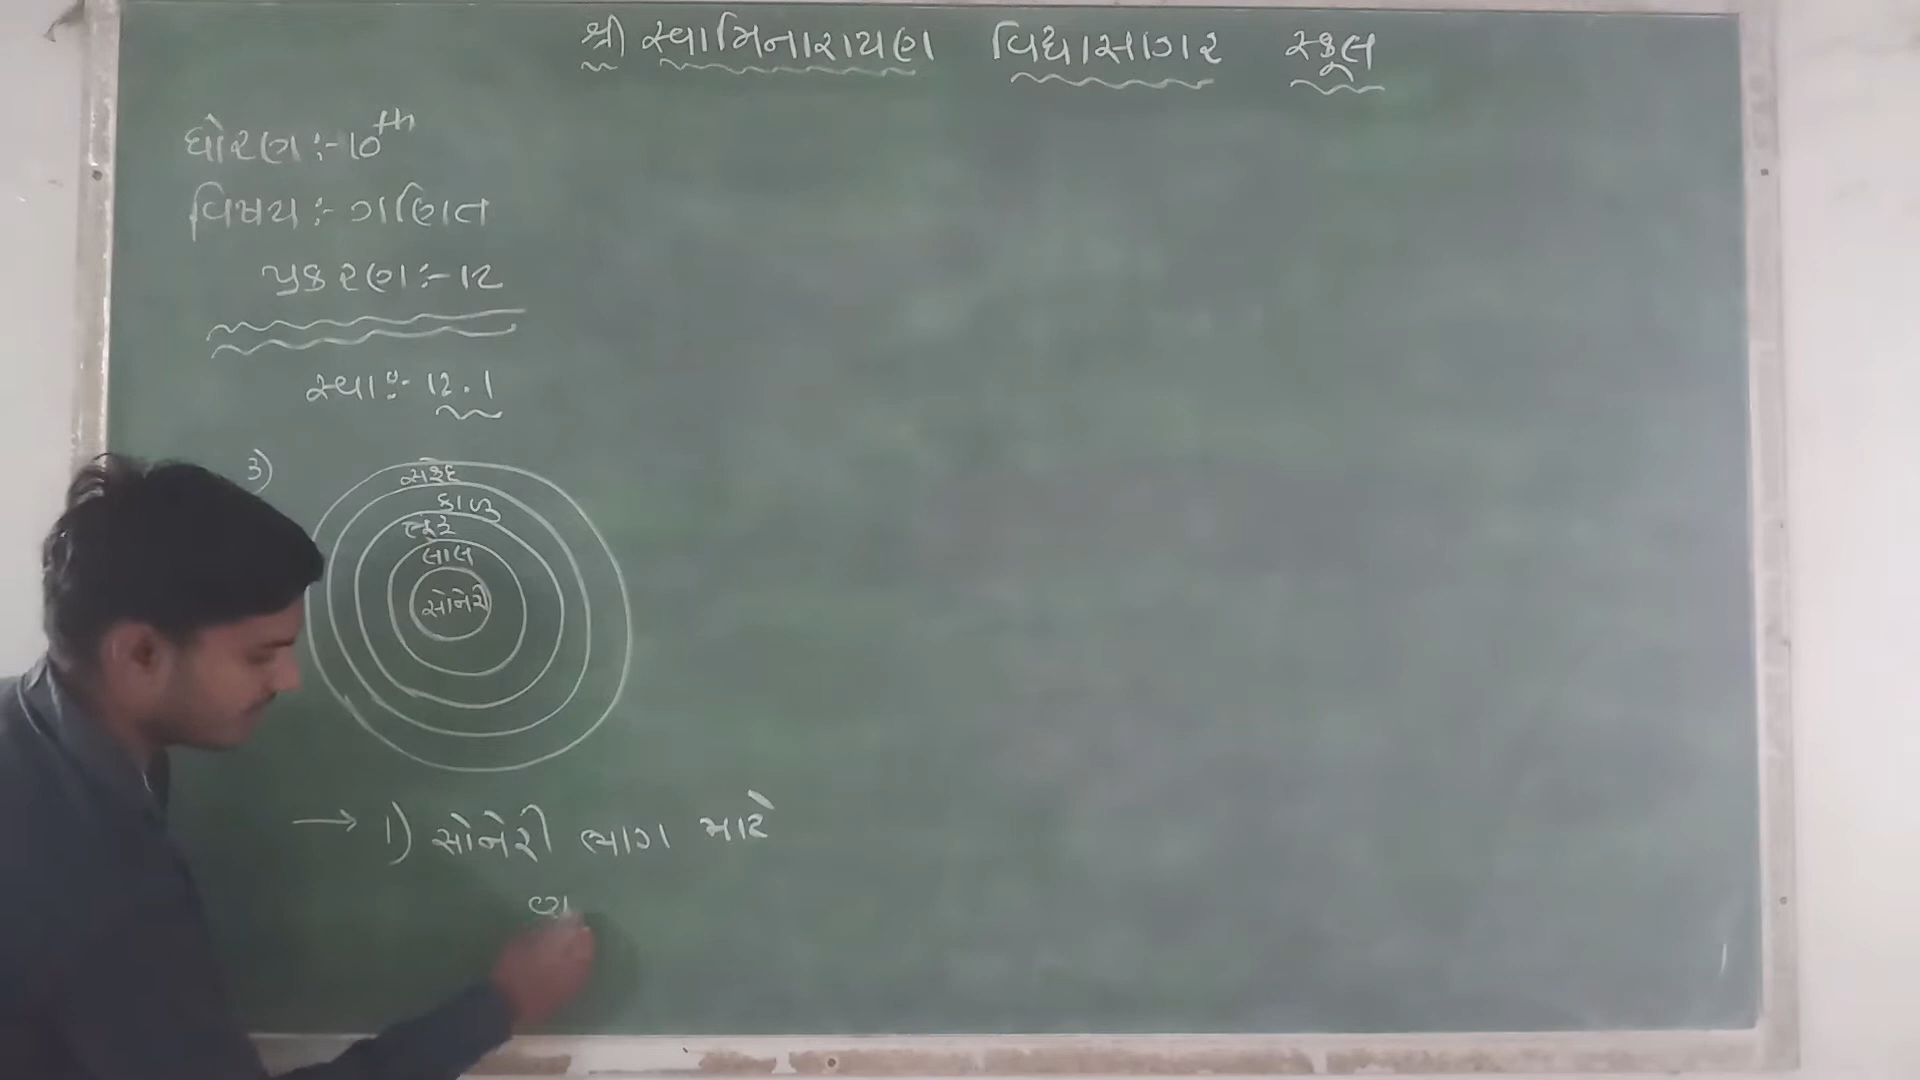 શ્રી સ્વામિનારાયણ વિદ્યાસાગર સ્કૂલ
ધોરણ :- 10th
વિષય :- ગણિત
પ્રકરણ :- 12
સ્વા :- 12.1
3)
સફેદ
કાળુ
ભૂરે
લાલ
સોનેરી
→ 1) સોનેરી ભાગ માટે
વ્યા